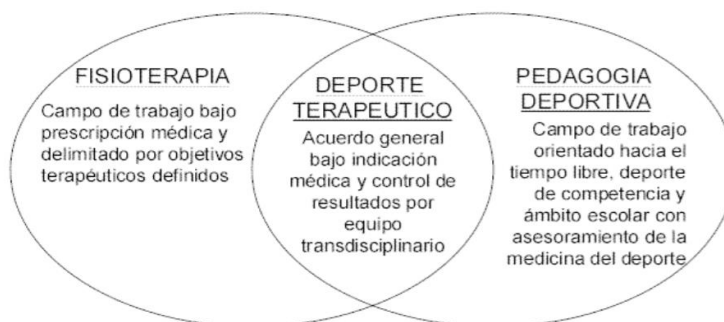 FISIOTERAPIA
Campo de trabajo bajo
prescripción médica y
delimitado por objetivos
terapéuticos definidos
DEPORTE
TERAPEUTICO
Acuerdo general
bajo indicación
médica y control de
resultados por
equipo
transdisciplinario
PEDAGOGIA
DEPORTIVA
Campo de trabajo
orientado hacia el
tiempo libre, deporte
de competencia y
ámbito escolar con
asesoramiento de la
medicina del deporte